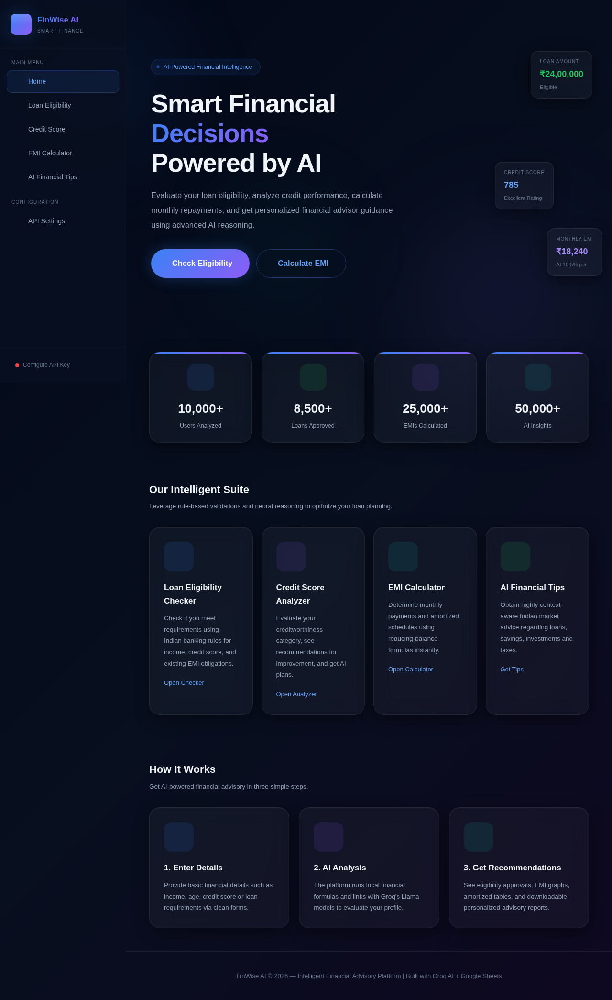 FinWise AI
SMART FINANCE
MAIN MENU
Home
Loan Eligibility
Credit Score
EMI Calculator
AI Financial Tips
CONFIGURATION
API Settings
Configure API Key
AI-Powered Financial Intelligence
Smart Financial
Decisions
Powered by AI
Evaluate your loan eligibility, analyze credit performance, calculate
monthly repayments, and get personalized financial advisor guidance
using advanced AI reasoning.
Check Eligibility
Calculate EMI
LOAN AMOUNT
₹24,00,000
Eligible
CREDIT SCORE
785
Excellent Rating
MONTHLY EMI
₹18,240
At 10.5% p.a.
10,000+
Users Analyzed
8,500+
Loans Approved
25,000+
EMIs Calculated
50,000+
AI Insights
Our Intelligent Suite
Leverage rule-based validations and neural reasoning to optimize your loan planning.
Loan Eligibility
Checker
Check if you meet
requirements using
Indian banking rules for
income, credit score, and
existing EMI obligations.
Open Checker
Credit Score
Analyzer
Evaluate your
creditworthiness
category, see
recommendations for
improvement, and get AI
plans.
Open Analyzer
EMI Calculator
Determine monthly
payments and amortized
schedules using
reducing-balance
formulas instantly.
Open Calculator
AI Financial Tips
Obtain highly context-
aware Indian market
advice regarding loans,
savings, investments and
taxes.
Get Tips
How It Works
Get AI-powered financial advisory in three simple steps.
1. Enter Details
Provide basic financial details such as
income, age, credit score or loan
requirements via clean forms.
2. AI Analysis
The platform runs local financial
formulas and links with Groq's Llama
models to evaluate your profile.
3. Get Recommendations
See eligibility approvals, EMI graphs,
amortized tables, and downloadable
personalized advisory reports.
FinWise AI © 2026 — Intelligent Financial Advisory Platform | Built with Groq AI + Google Sheets